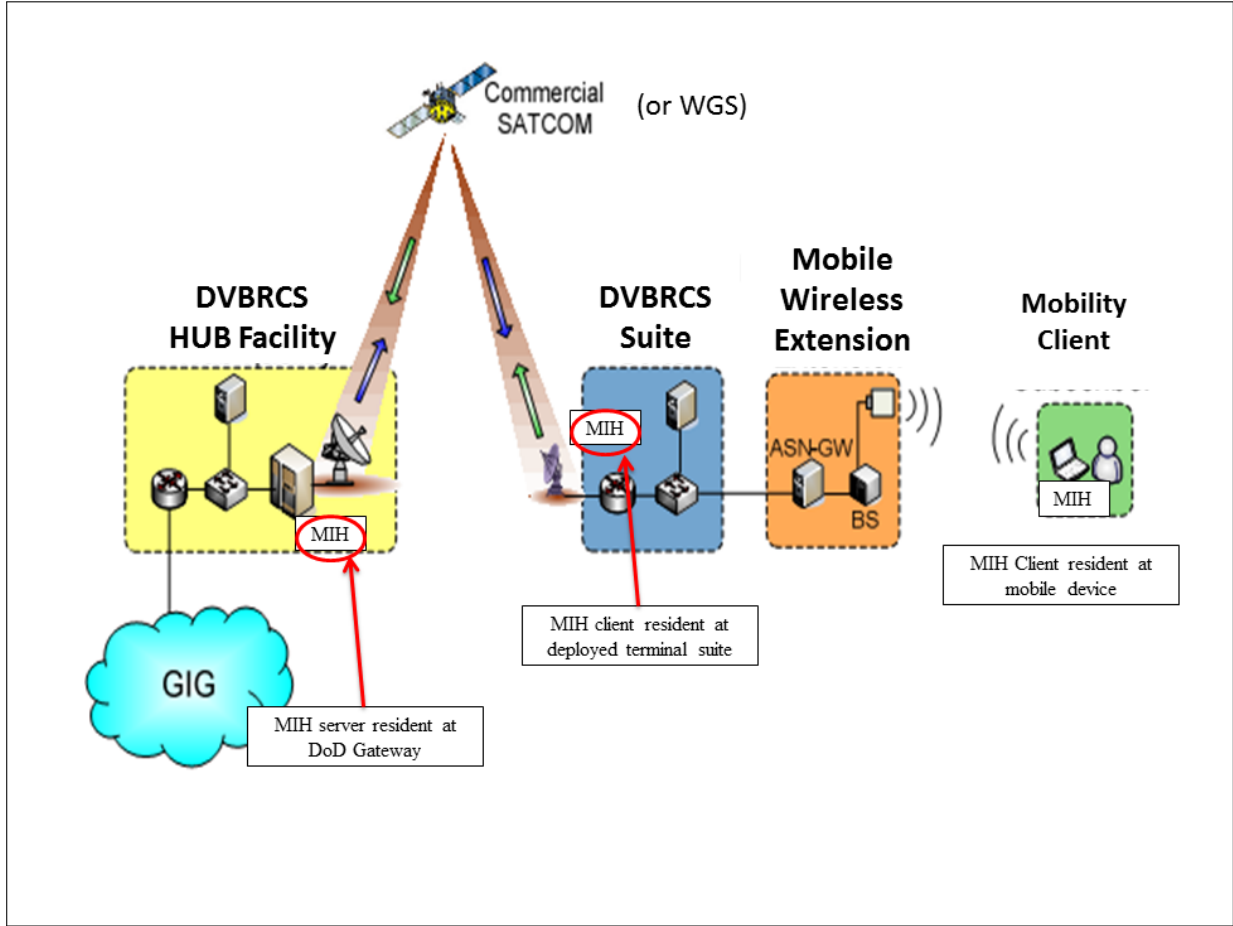 Commercial
SATCOM
(or WGS)
DVBRCS
HUB Facility
DVBRCS
Suite
Mobile
Wireless
Extension
Mobility
Client
MIH
MIH
ASN-GW
BS
MIH
MIH Client resident at
mobile device
MIH client resident at
deployed terminal suite
GIG
MIH server resident at
DoD Gateway